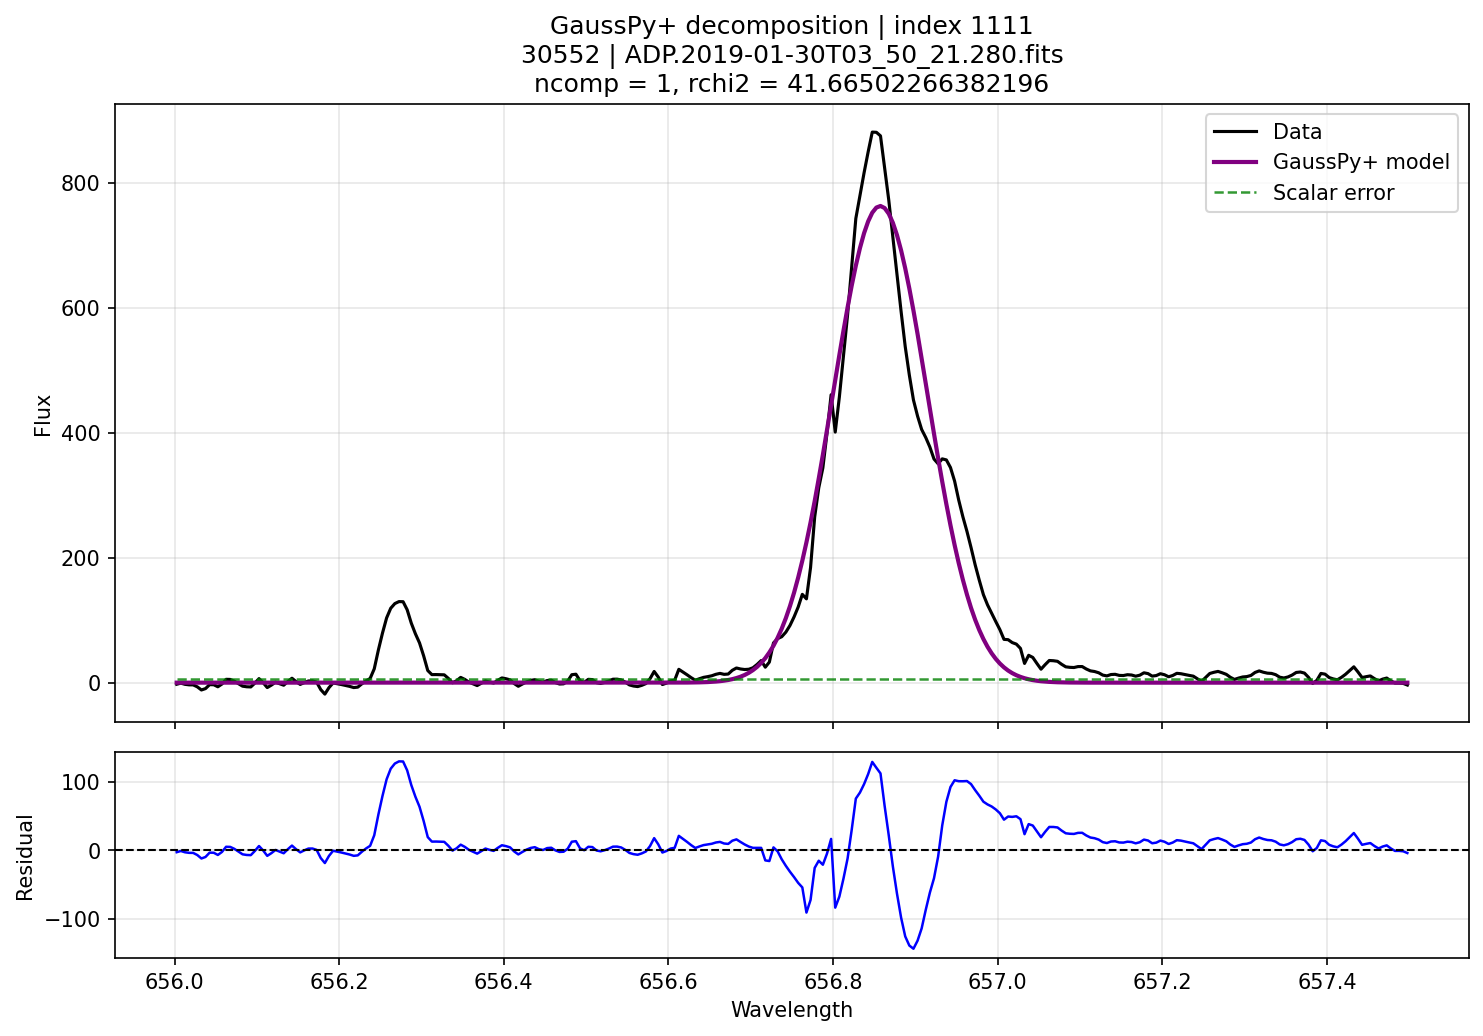 GaussPy+ decomposition | index 1111
30552 | ADP.2019-01-30T03_50_21.280.fits
ncomp = 1, rchi2 = 41.66502266382196
Data
GaussPy+ model
Scalar error
800
600
400
200
0
Flux
100
0
−100
Residual
656.0 656.2 656.4 656.6 656.8 657.0 657.2 657.4
Wavelength